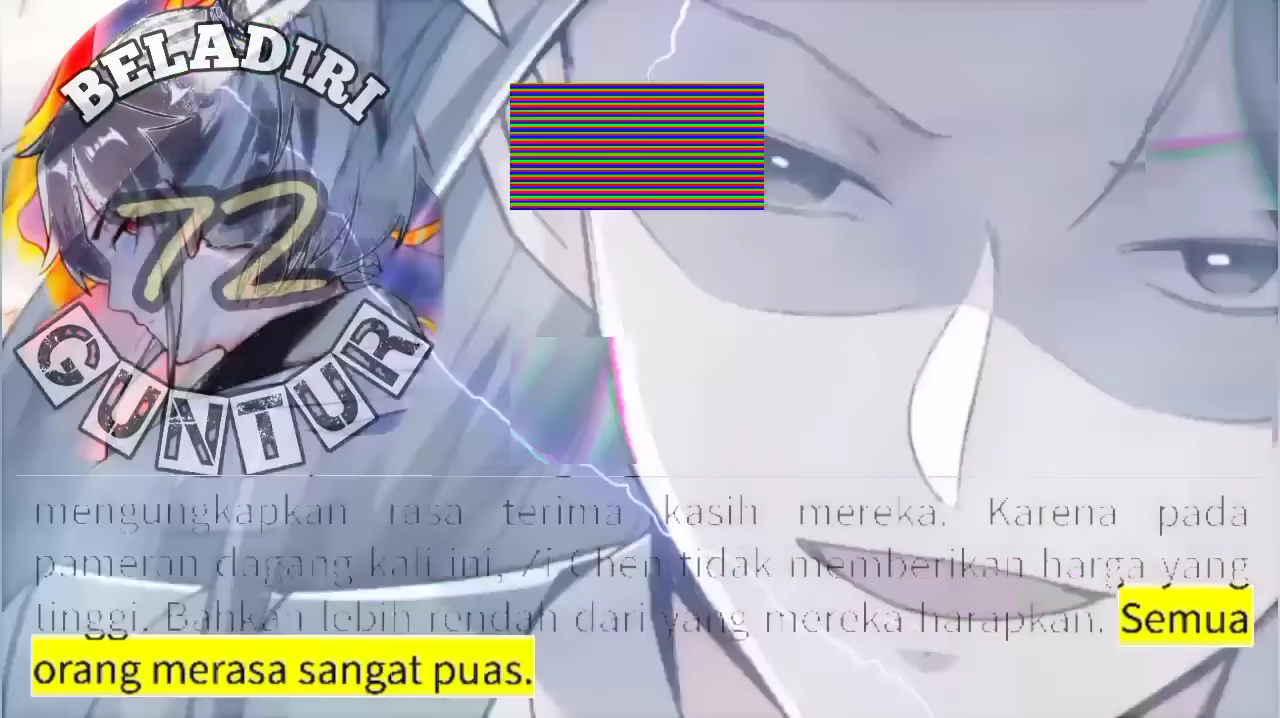 BELADIRI
72
GUNTUR
mengungkapkan rasa terima kasih mereka. Karena pada
pameran dagang kali ini, Zi Chen tidak memberikan harga yang
tinggi. Bahkan lebih rendah dari yang mereka harapkan. Semua
orang merasa sangat puas.